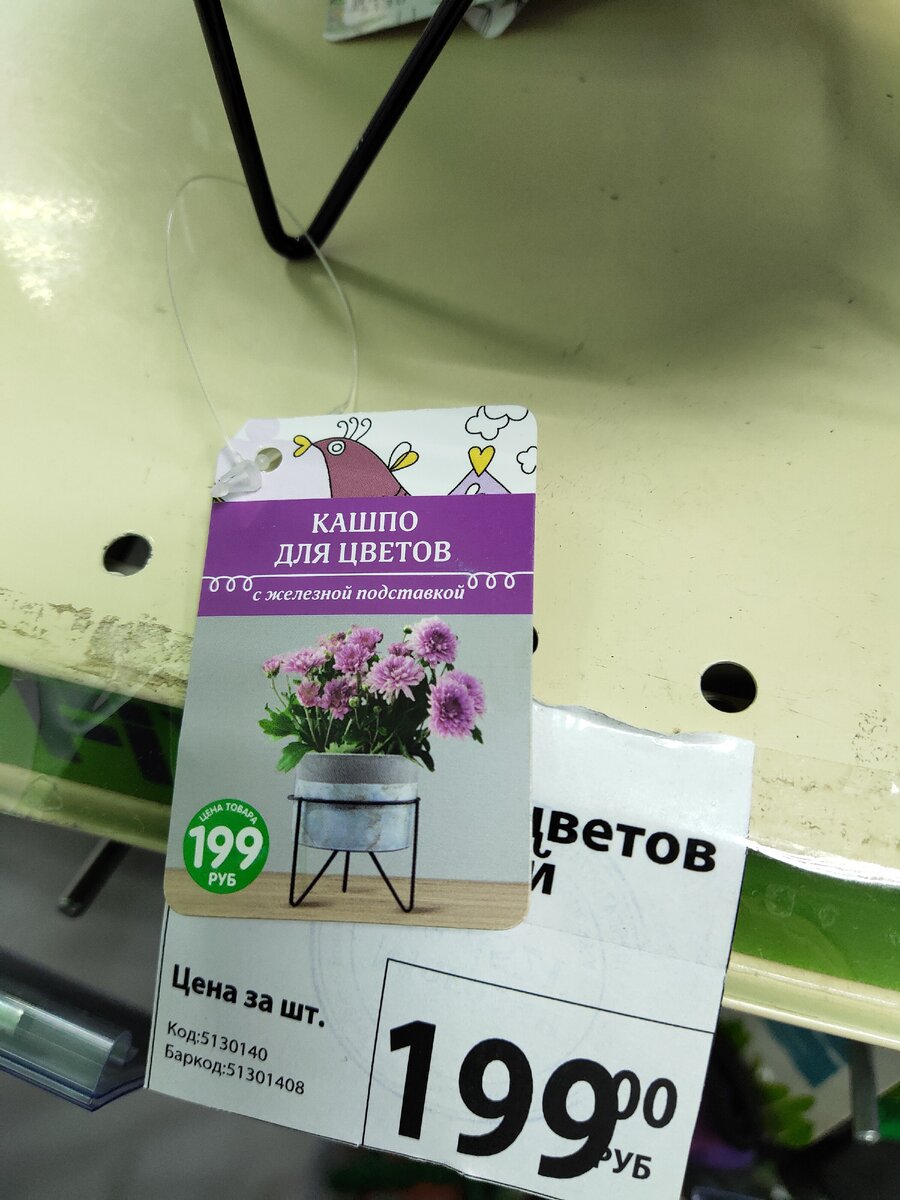 КАШПО
ДЛЯ ЦВЕТОВ
с железной подставкой
ЦЕНА ТОВАРА
199
РУБ
цветов
й
Цена за шт.
Код:5130140
Баркод:51301408
199 00
РУБ